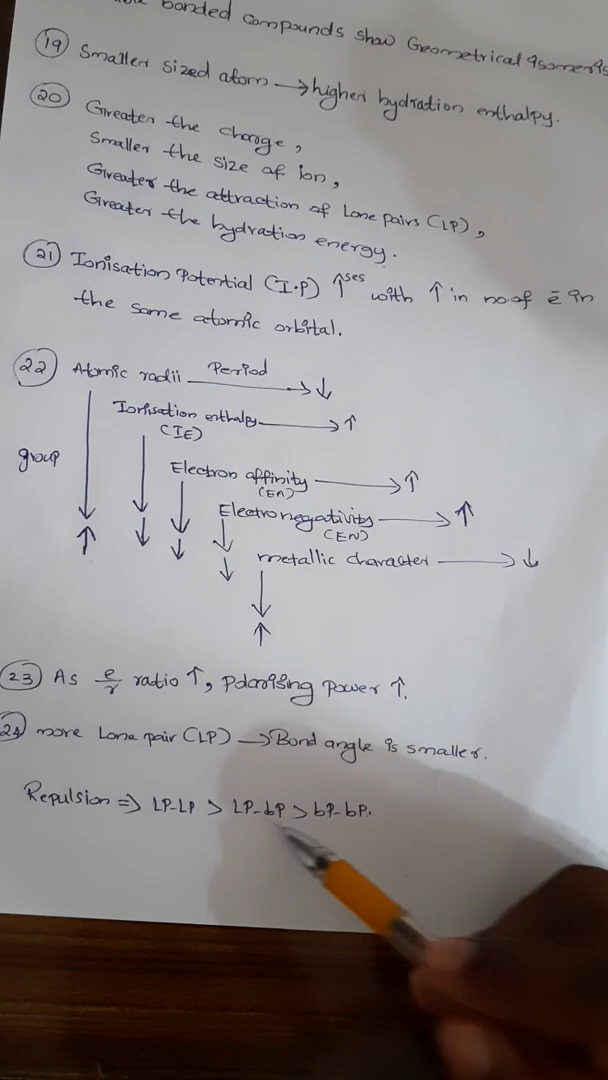 bonded compounds show Geometrical isomeris
(19) Smaller sized atom → higher hydration enthalpy.
(20) Greater the charge,
Smaller the size of ion,
Greater the attraction of Lone pairs (LP),
Greater the hydration energy.
(21) Ionisation Potential (I.P) ↑ses with ↑ in no of ē in
the same atomic orbital.
(22) Atomic radii Period → ↓
Ionisation enthalpy → ↑
(IE)
group
Electron affinity → ↑
(EA)
Electronegativity → ↑
(EN)
metallic character → ↓
(23) As e/r ratio ↑, Polarising Power ↑.
(24) more Lone pair (LP) → Bond angle is smaller.
Repulsion ⇒ LP-LP > LP-bP > bP-bP.